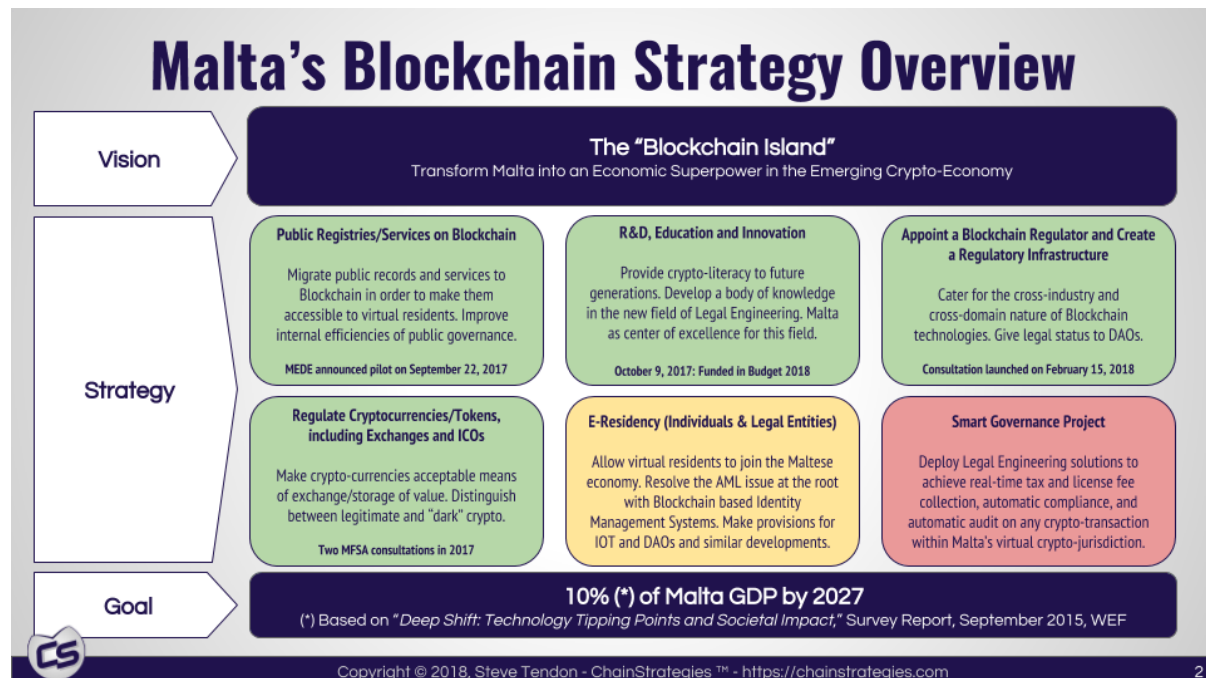 Malta's Blockchain Strategy Overview
Vision
The “Blockchain Island”
Transform Malta into an Economic Superpower in the Emerging Crypto-Economy
Strategy
Public Registries/Services on Blockchain
Migrate public records and services to
Blockchain in order to make them
accessible to virtual residents. Improve
internal efficiencies of public governance.
MEDE announced pilot on September 22, 2017
R&D, Education and Innovation
Provide crypto-literacy to future
generations. Develop a body of knowledge
in the new field of Legal Engineering. Malta
as center of excellence for this field.
October 9, 2017: Funded in Budget 2018
Appoint a Blockchain Regulator and Create
a Regulatory Infrastructure
Cater for the cross-industry and
cross-domain nature of Blockchain
technologies. Give legal status to DAOs.
Consultation launched on February 15, 2018
Regulate Cryptocurrencies/Tokens,
including Exchanges and ICOs
Make crypto-currencies acceptable means
of exchange/storage of value. Distinguish
between legitimate and “dark” crypto.
Two MFSA consultations in 2017
E-Residency (Individuals & Legal Entities)
Allow virtual residents to join the Maltese
economy. Resolve the AML issue at the root
with Blockchain based Identity
Management Systems. Make provisions for
IOT and DAOs and similar developments.
Smart Governance Project
Deploy Legal Engineering solutions to
achieve real-time tax and license fee
collection, automatic compliance, and
automatic audit on any crypto-transaction
within Malta's virtual crypto-jurisdiction.
Goal
10% (*) of Malta GDP by 2027
(*) Based on “Deep Shift: Technology Tipping Points and Societal Impact,” Survey Report, September 2015, WEF
CS
Copyright © 2018, Steve Tendon - ChainStrategies ™ - https://chainstrategies.com
2